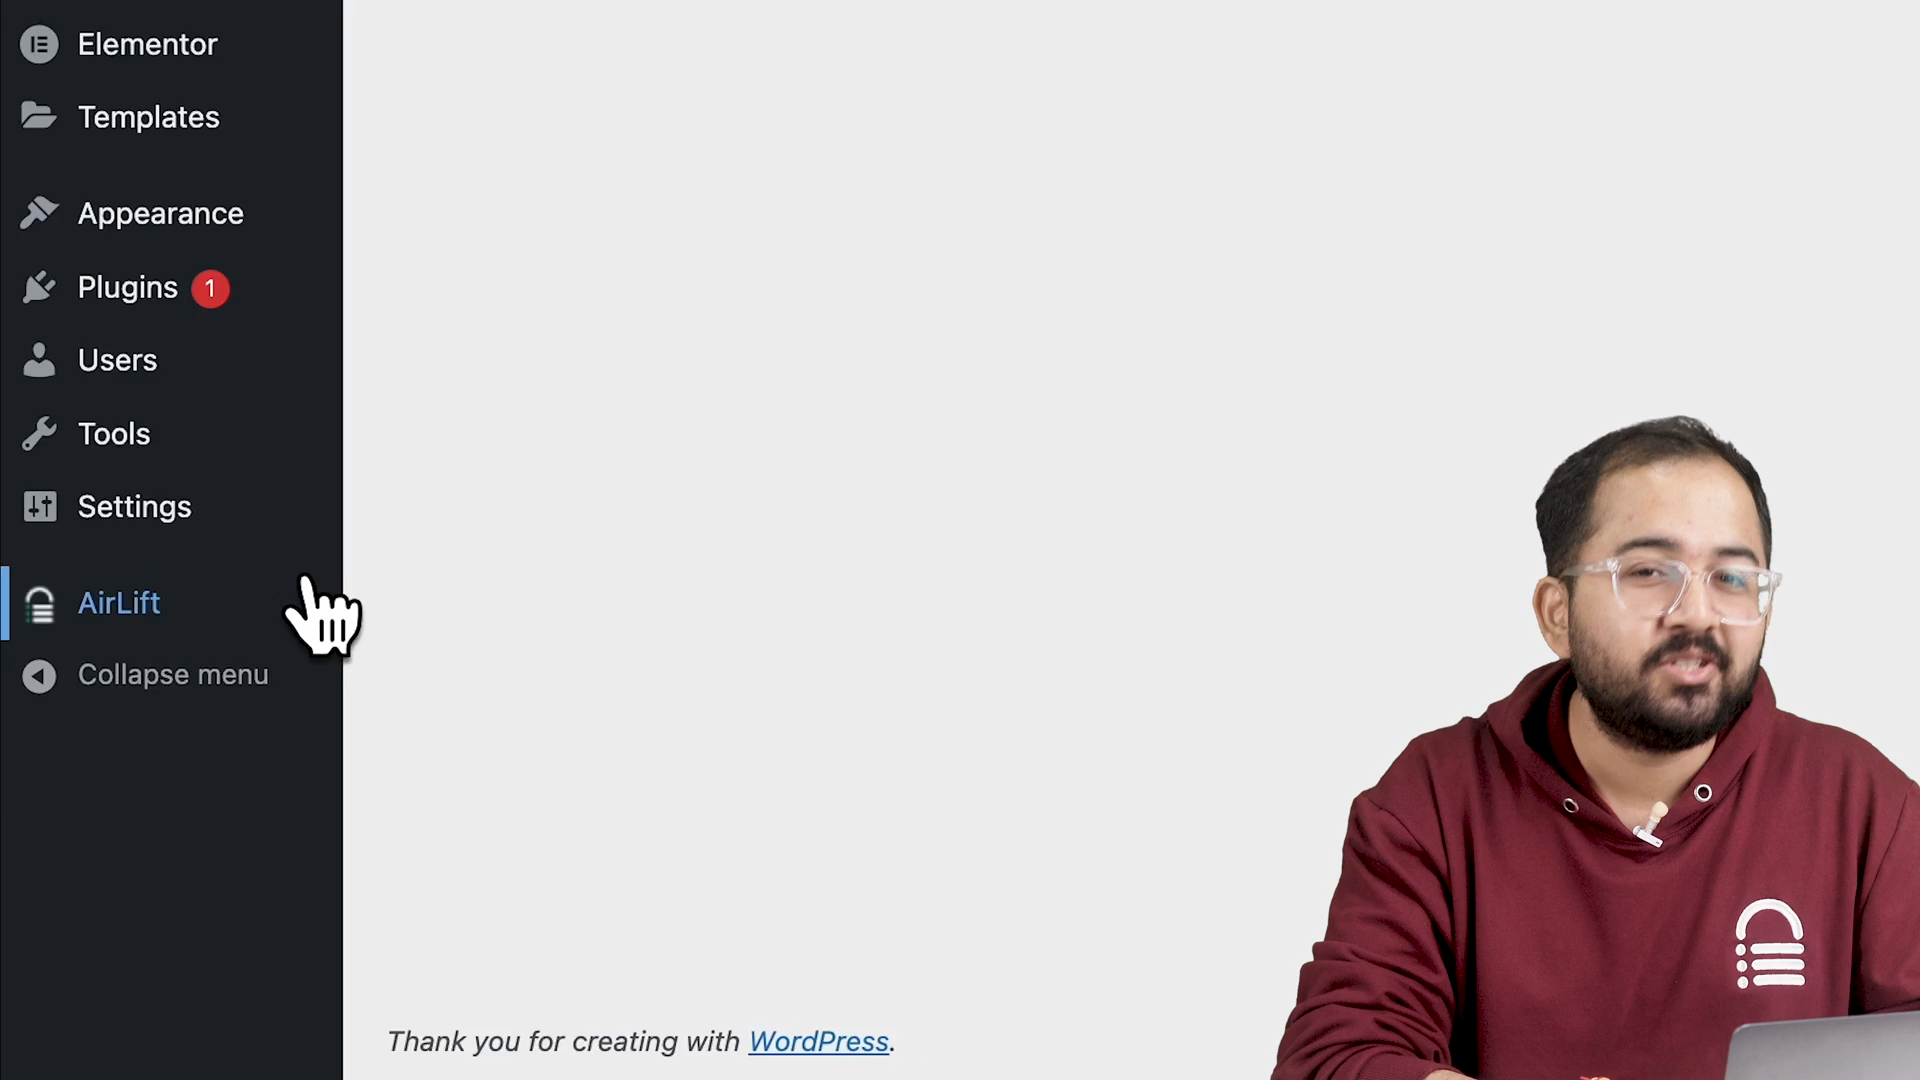 Elementor
Templates
Appearance
Plugins 1
Users
Tools
Settings
AirLift
Collapse menu
Thank you for creating with WordPress.